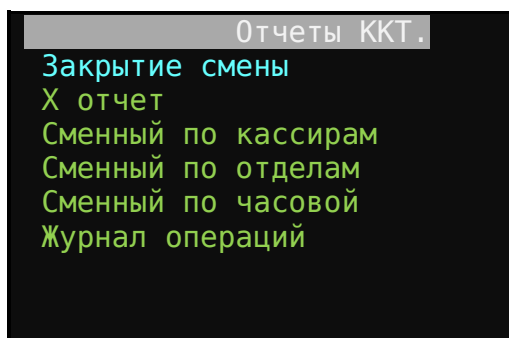 Отчеты ККТ.
Закрытие смены
Х отчет
Сменный по кассирам
Сменный по отделам
Сменный по часовой
Журнал операций